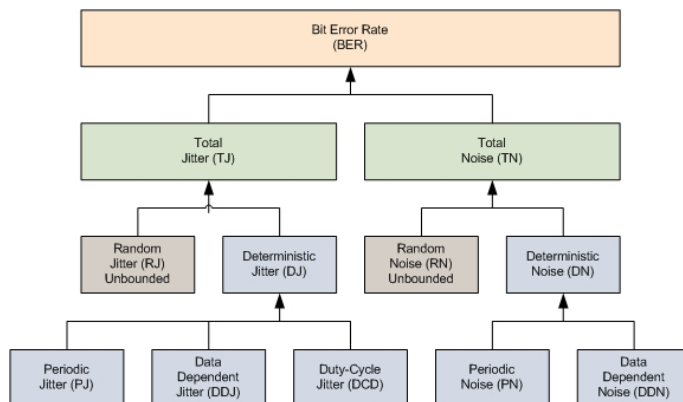 Bit Error Rate
(BER)
Total
Jitter (TJ)
Total
Noise (TN)
Random
Jitter (RJ)
Unbounded
Deterministic
Jitter (DJ)
Random
Noise (RN)
Unbounded
Deterministic
Noise (DN)
Periodic
Jitter (PJ)
Data
Dependent
Jitter (DDJ)
Duty-Cycle
Jitter (DCD)
Periodic
Noise (PN)
Data
Dependent
Noise (DDN)